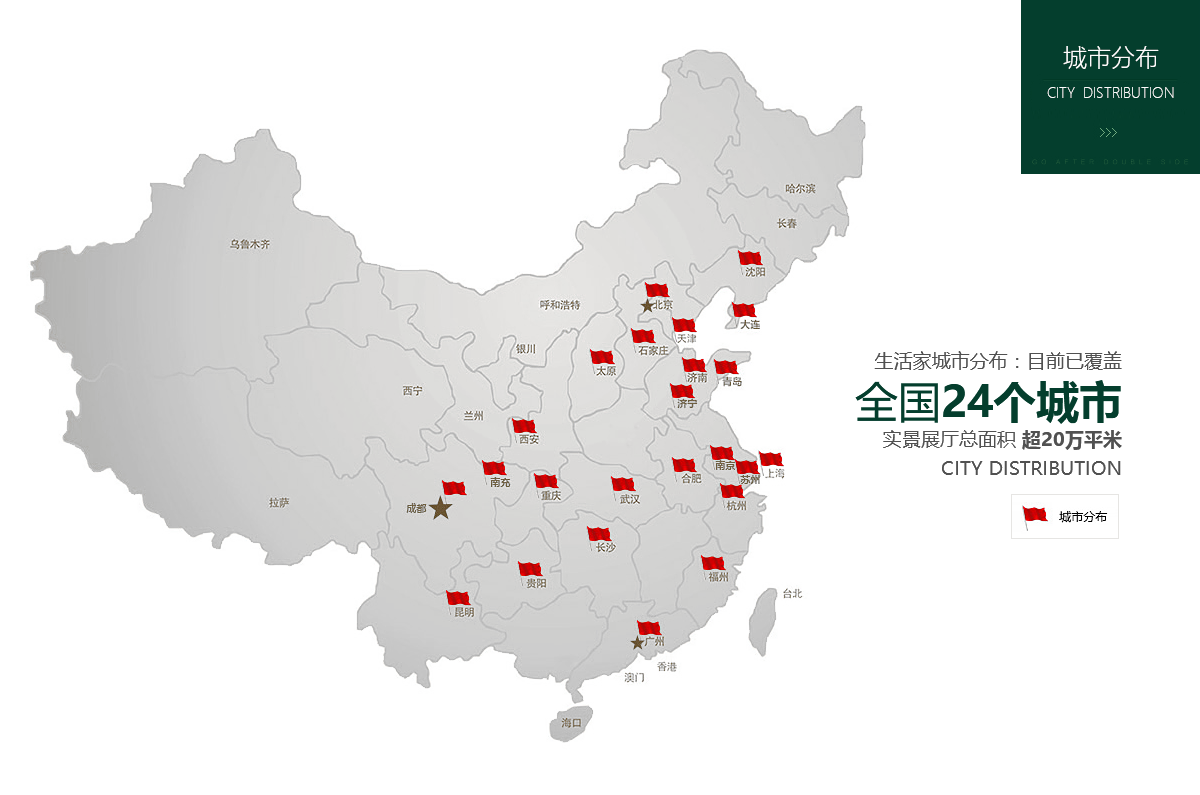 城市分布
CITY DISTRIBUTION
哈尔滨
长春
乌鲁木齐
沈阳
呼和浩特
北京
大连
天津
银川
石家庄
太原
济南
青岛
西宁
济宁
兰州
西安
南京
上海
合肥
苏州
南充
重庆
武汉
杭州
拉萨
成都
长沙
贵阳
福州
昆明
台北
广州
香港
澳门
海口
生活家城市分布：目前已覆盖
全国24个城市
实景展厅总面积 超20万平米
CITY DISTRIBUTION
城市分布